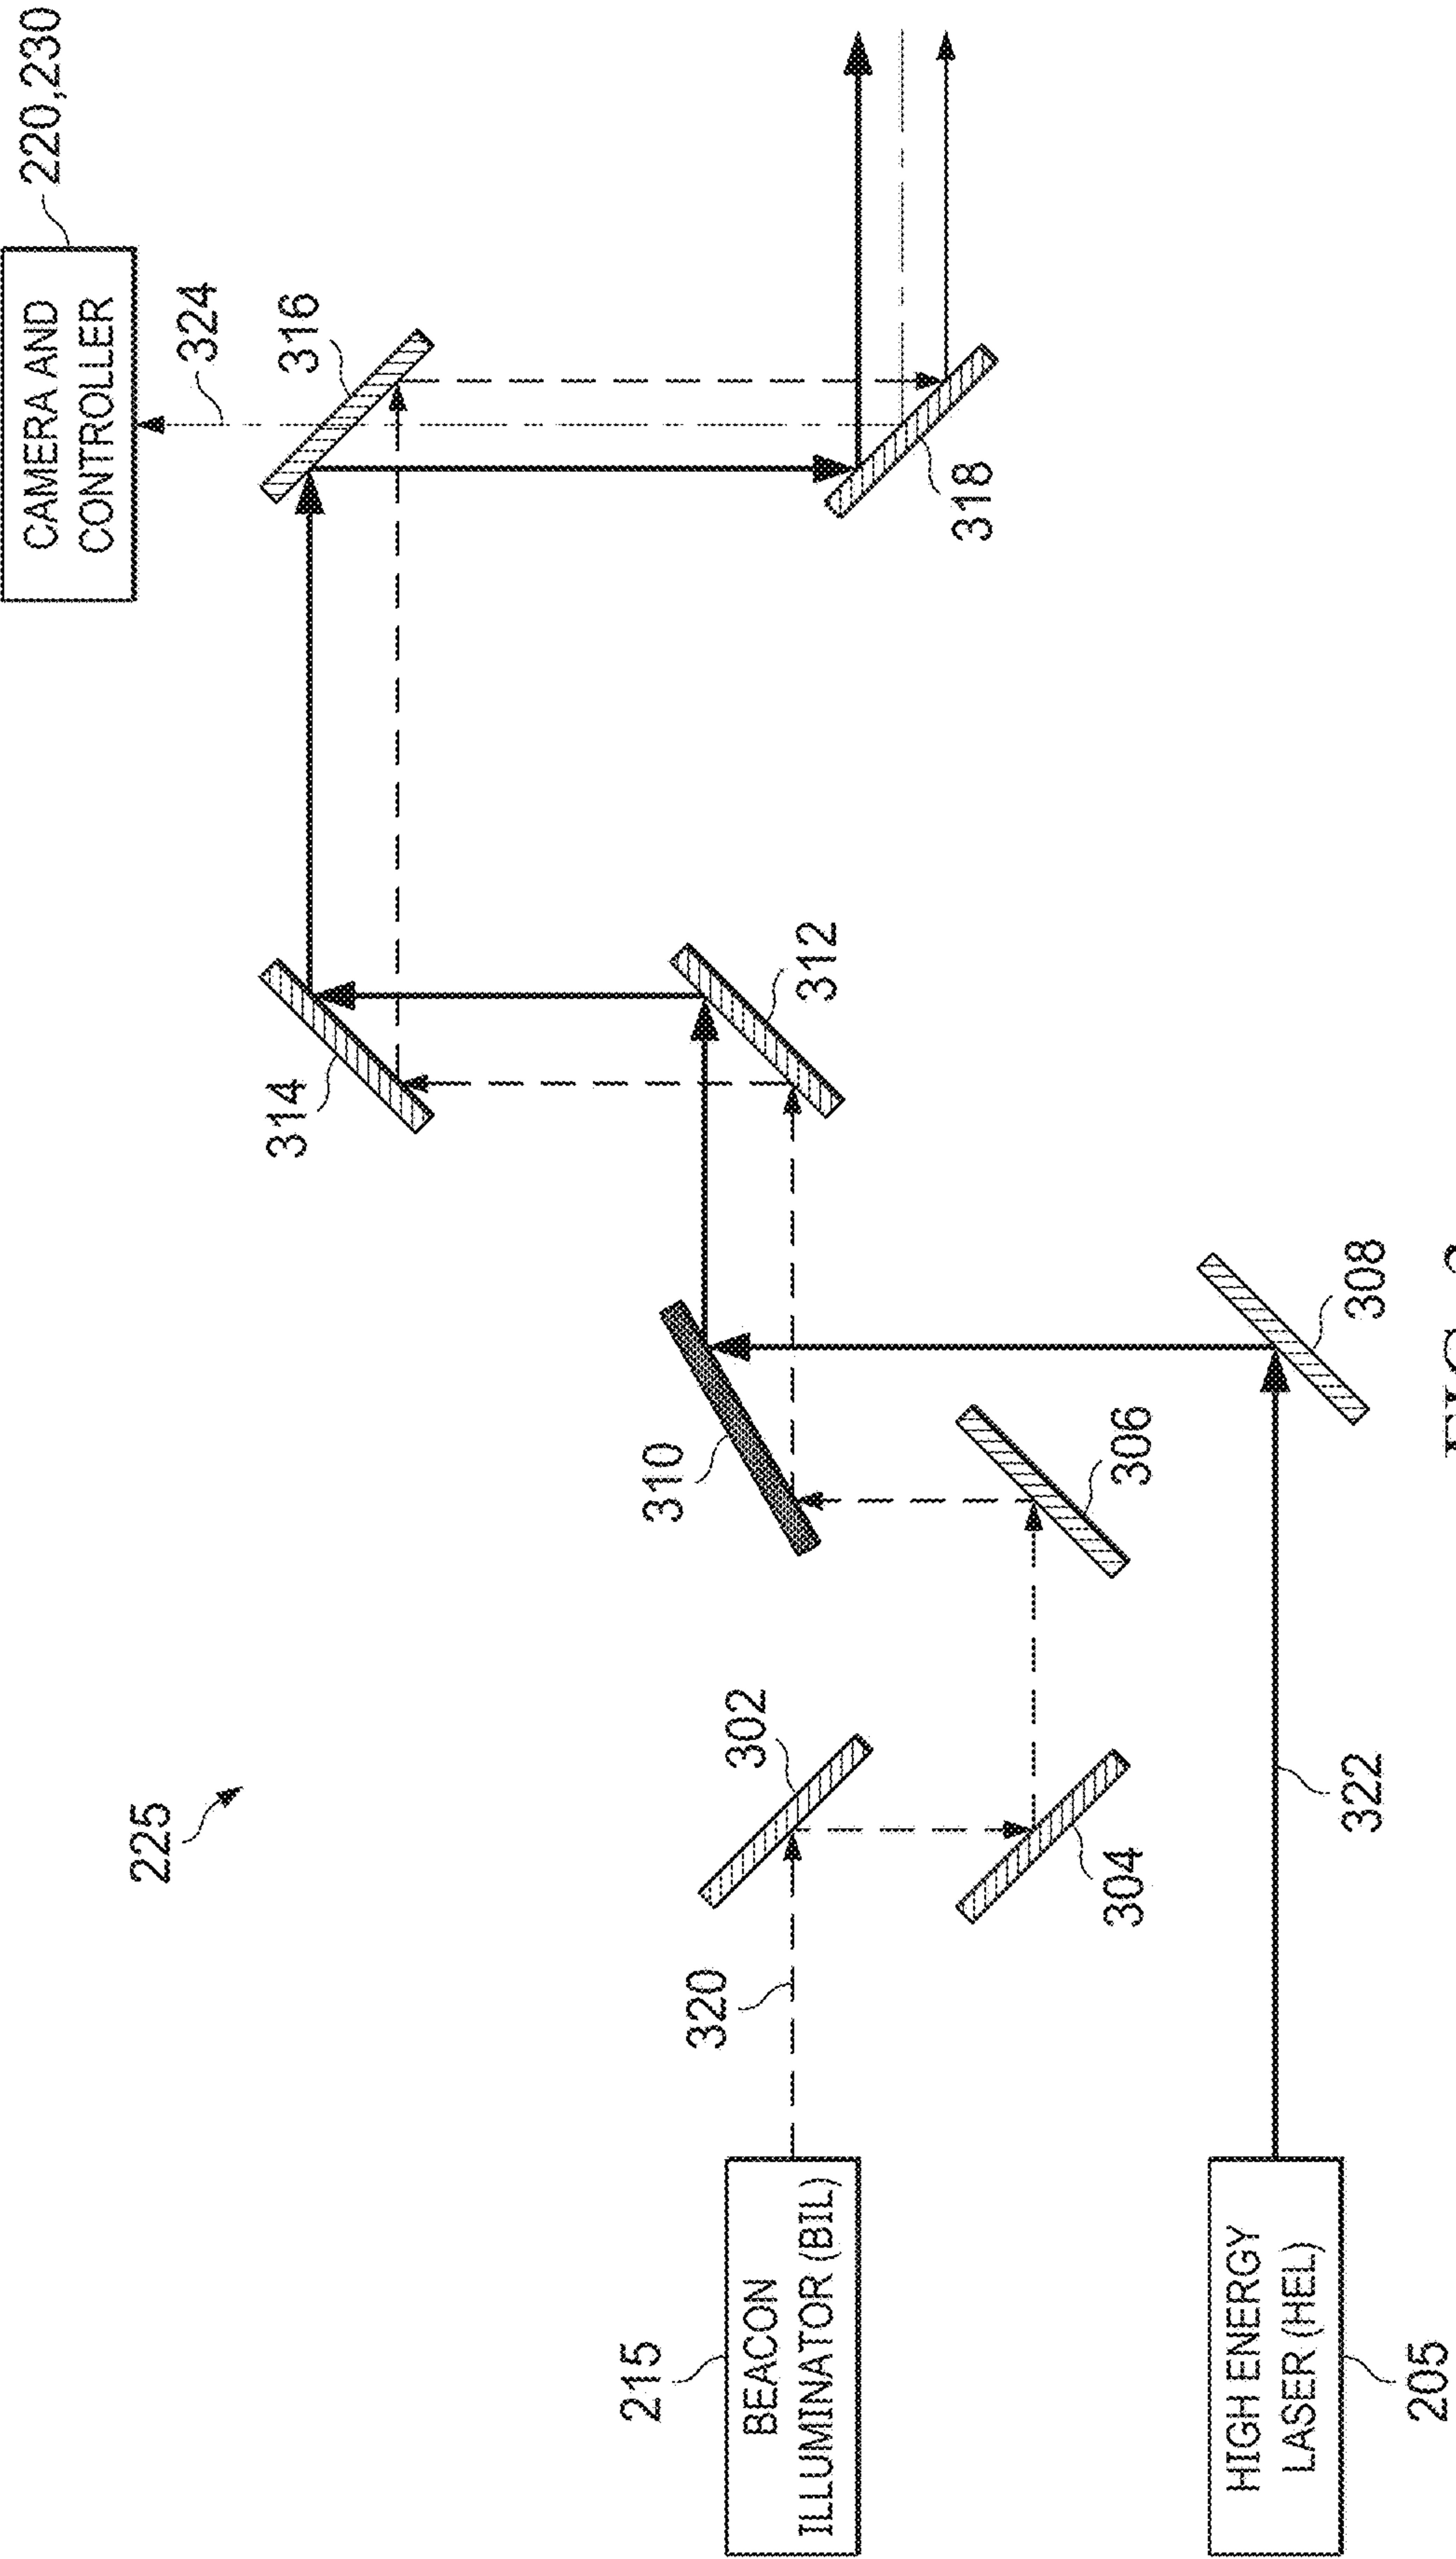 225
CAMERA AND
CONTROLLER
220,230
324
316
314
318
312
310
302
320
306
304
308
215
BEACON
ILLUMINATOR (BIL)
322
HIGH ENERGY
LASER (HEL)
205